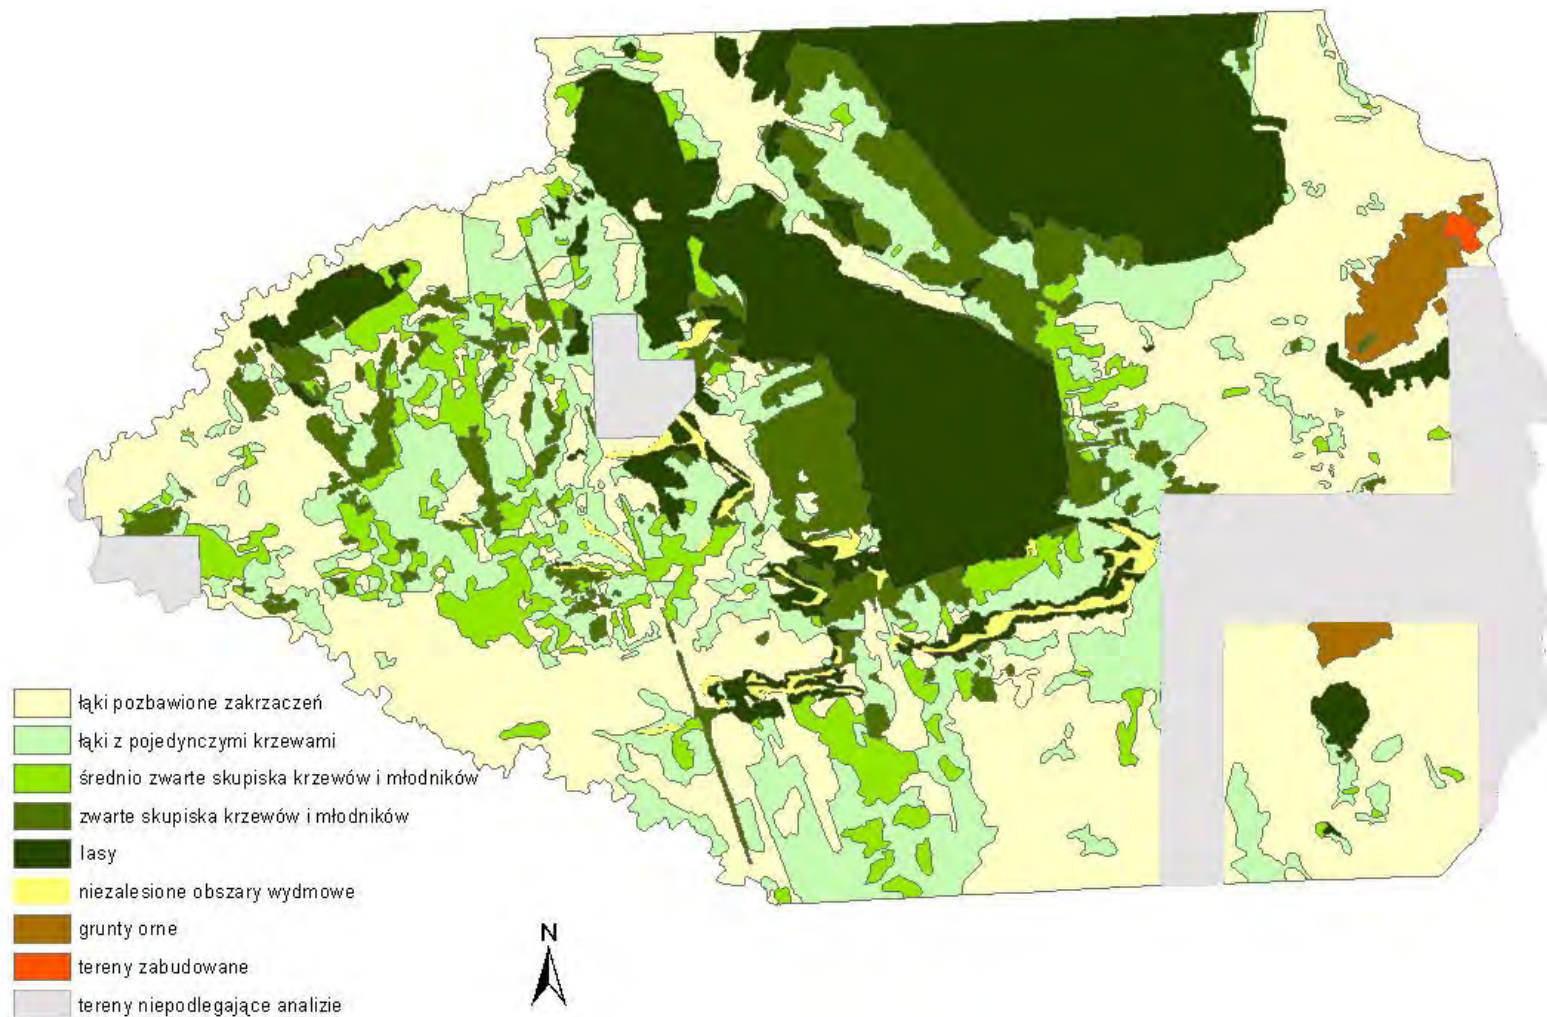 łąki pozbawione zakrzaczeń
łąki z pojedynczymi krzewami
średnio zwarte skupiska krzewów i młodników
zwarte skupiska krzewów i młodników
lasy
niezalesione obszary wydmowe
grunty orne
tereny zabudowane
tereny niepodlegające analizie
N